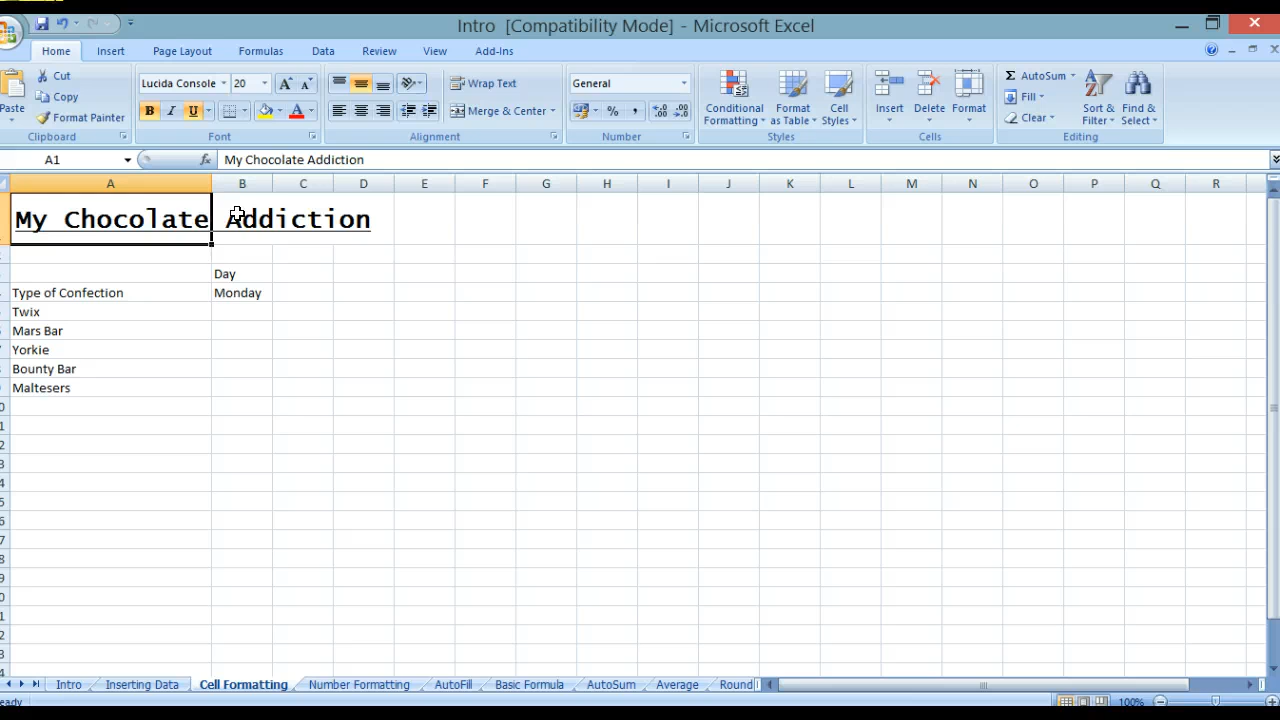 Intro [Compatibility Mode] - Microsoft Excel
Home Insert Page Layout Formulas Data Review View Add-Ins
Paste
Cut
Copy
Format Painter
Clipboard
Lucida Console 20 A A
B I U A
Font
Wrap Text
Merge & Center
Alignment
General
% , .00
Number
Conditional Formatting
Format as Table
Cell Styles
Styles
Insert Delete Format
Cells
Σ AutoSum
Fill
Clear
Sort & Filter
Find & Select
Editing
A1 fx My Chocolate Addiction
A B C D E F G H I J K L M N O P Q R
My Chocolate Addiction
Day
Type of Confection Monday
Twix
Mars Bar
Yorkie
Bounty Bar
Maltesers
Intro Inserting Data Cell Formatting Number Formatting AutoFill Basic Formula AutoSum Average Round
100%